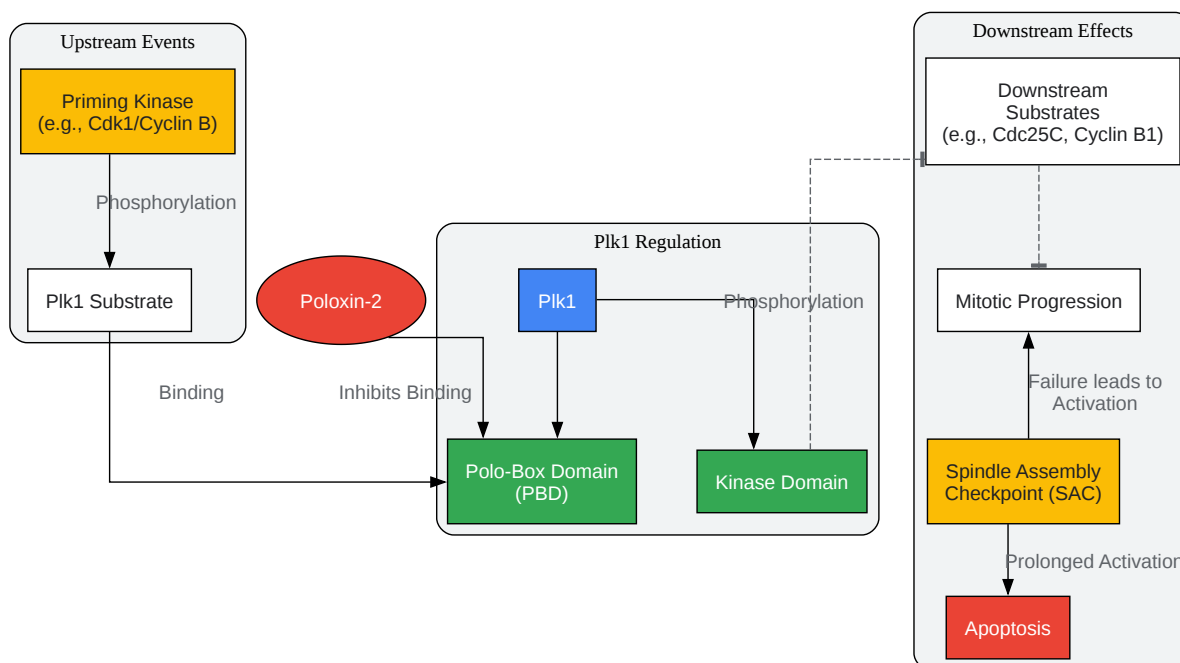 Upstream Events
Priming Kinase
(e.g., Cdk1/Cyclin B)
Phosphorylation
Plk1 Substrate
Binding
Poloxin-2
Inhibits Binding
Plk1 Regulation
Plk1
Phosphorylation
Polo-Box Domain
(PBD)
Kinase Domain
Downstream Effects
Downstream
Substrates
(e.g., Cdc25C, Cyclin B1)
Mitotic Progression
Failure leads to
Activation
Spindle Assembly
Checkpoint (SAC)
Prolonged Activation
Apoptosis